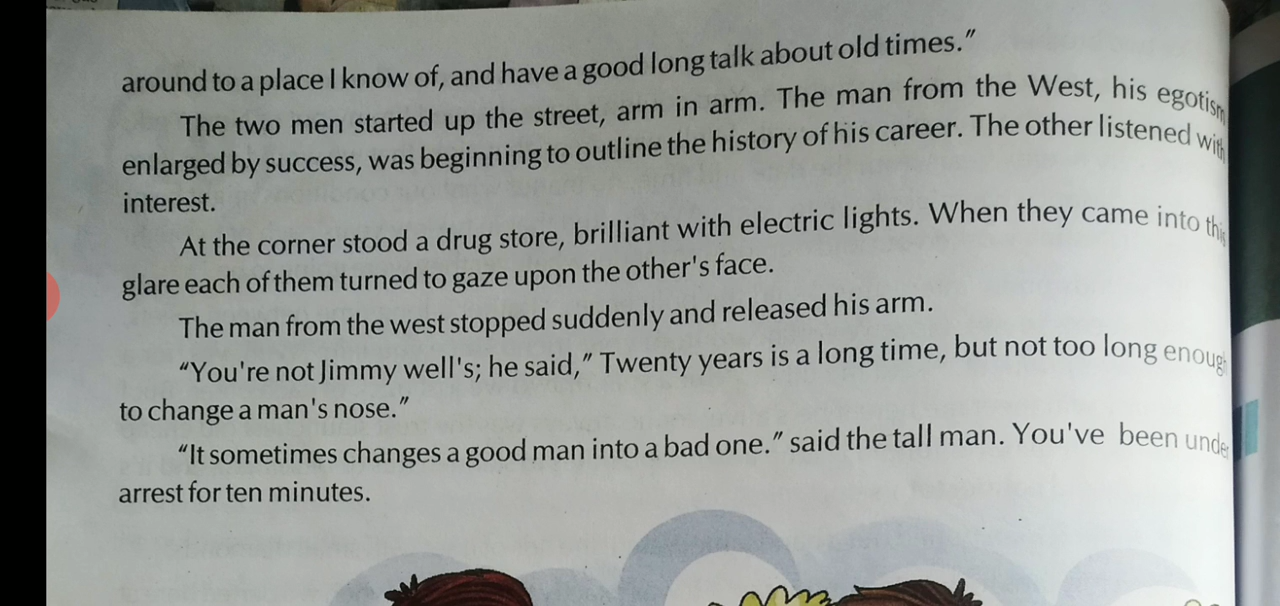 around to a place I know of, and have a good long talk about old times.”
The two men started up the street, arm in arm. The man from the West, his egotism
enlarged by success, was beginning to outline the history of his career. The other listened with
interest.
At the corner stood a drug store, brilliant with electric lights. When they came into this
glare each of them turned to gaze upon the other's face.
The man from the west stopped suddenly and released his arm.
“You're not Jimmy well's; he said,” Twenty years is a long time, but not too long enough
to change a man's nose.”
“It sometimes changes a good man into a bad one.” said the tall man. You've been under
arrest for ten minutes.